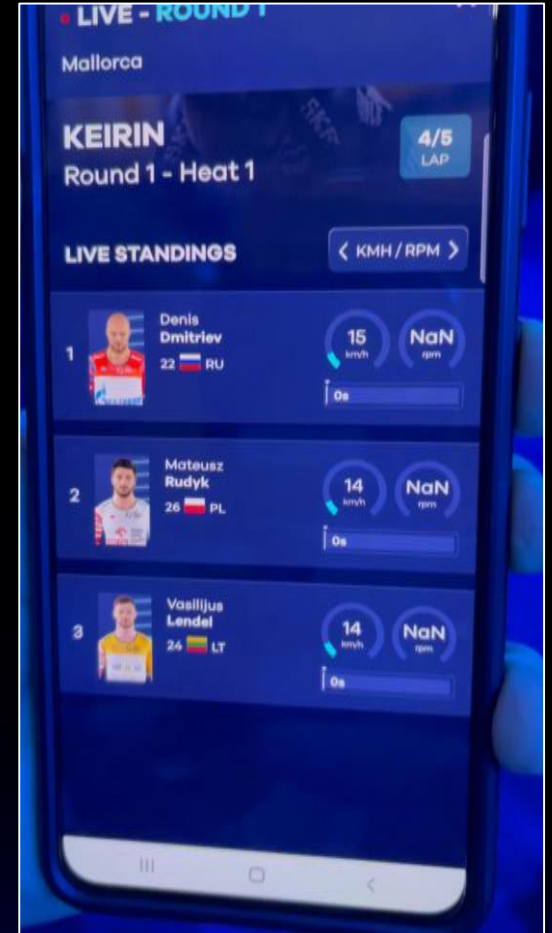 LIVE - ROUND 1
Mallorca
KEIRIN
Round 1 - Heat 1
4/5
LAP
LIVE STANDINGS
< KMH / RPM >
1
Denis
Dmitriev
22 RU
15
km/h
NaN
rpm
0s
2
Mateusz
Rudyk
26 PL
14
km/h
NaN
rpm
0s
3
Vasilijus
Lendel
24 LT
14
km/h
NaN
rpm
0s